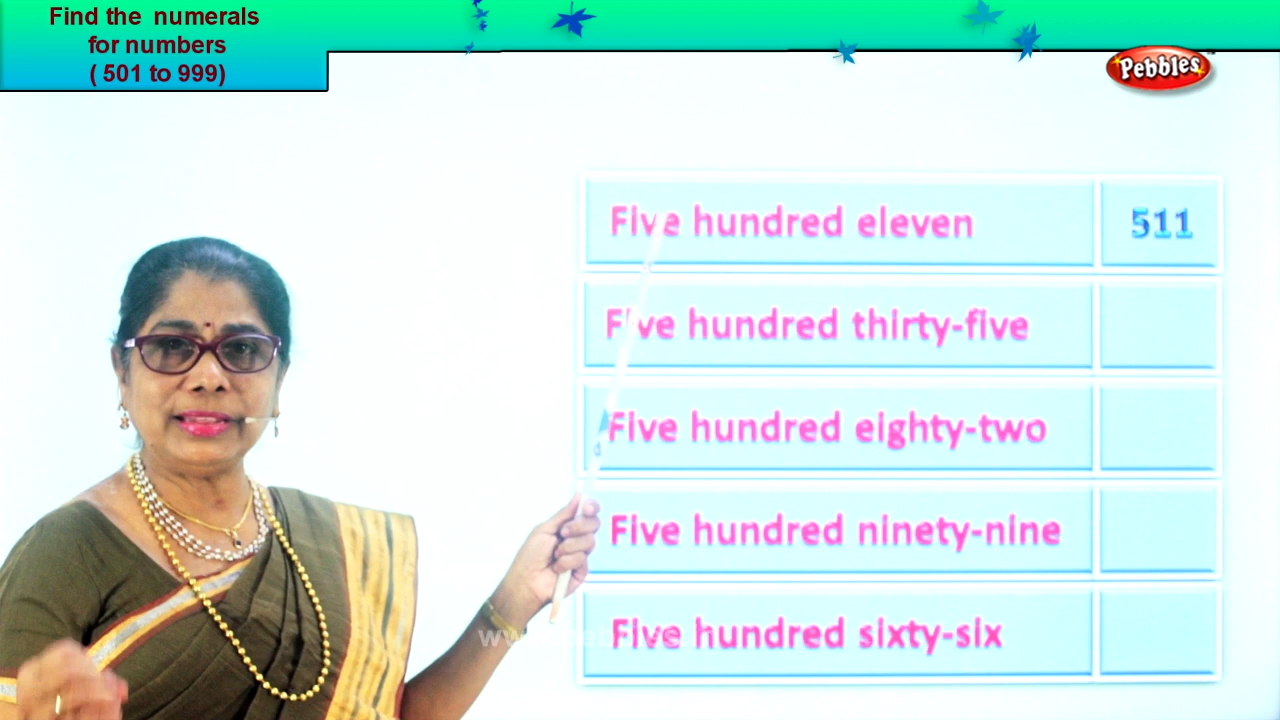 Find the numerals
for numbers
( 501 to 999)
Pebbles
Five hundred eleven 511
Five hundred thirty-five
Five hundred eighty-two
Five hundred ninety-nine
Five hundred sixty-six